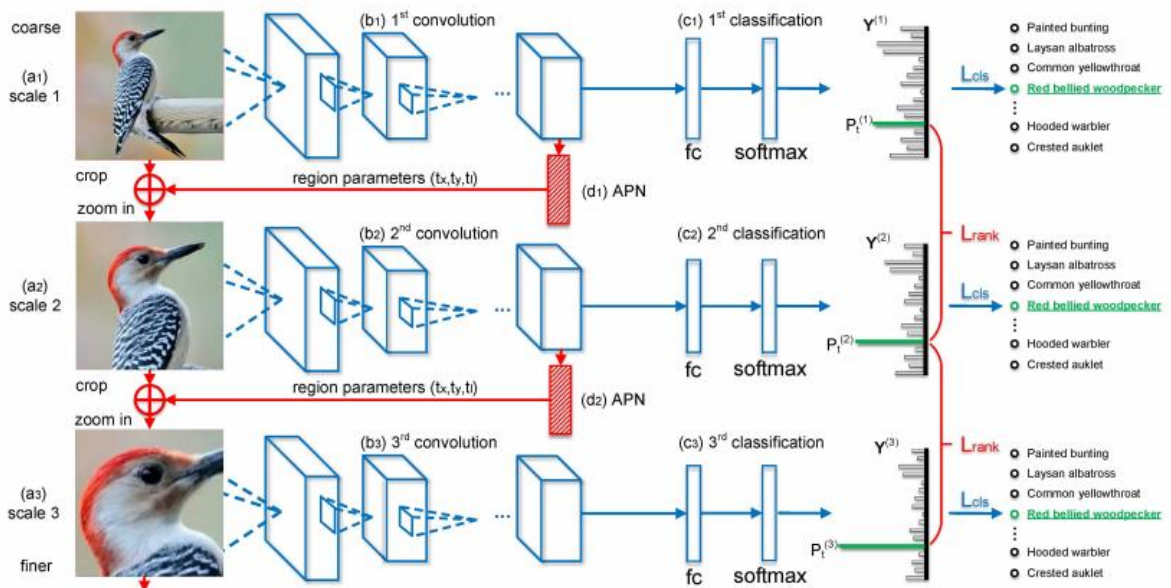 coarse
(a1)
scale 1
(b1) 1st convolution
...
(c1) 1st classification
fc
softmax
Y(1)
Pt(1)
Lcls
Painted bunting
Laysan albatross
Common yellowthroat
Red bellied woodpecker
⋮
Hooded warbler
Crested auklet
crop
zoom in
region parameters (tx,ty,tl)
(d1) APN
Lrank
(a2)
scale 2
(b2) 2nd convolution
...
(c2) 2nd classification
fc
softmax
Y(2)
Pt(2)
Lcls
Painted bunting
Laysan albatross
Common yellowthroat
Red bellied woodpecker
⋮
Hooded warbler
Crested auklet
crop
zoom in
region parameters (tx,ty,tl)
(d2) APN
Lrank
(a3)
scale 3
finer
(b3) 3rd convolution
...
(c3) 3rd classification
fc
softmax
Y(3)
Pt(3)
Lcls
Painted bunting
Laysan albatross
Common yellowthroat
Red bellied woodpecker
⋮
Hooded warbler
Crested auklet